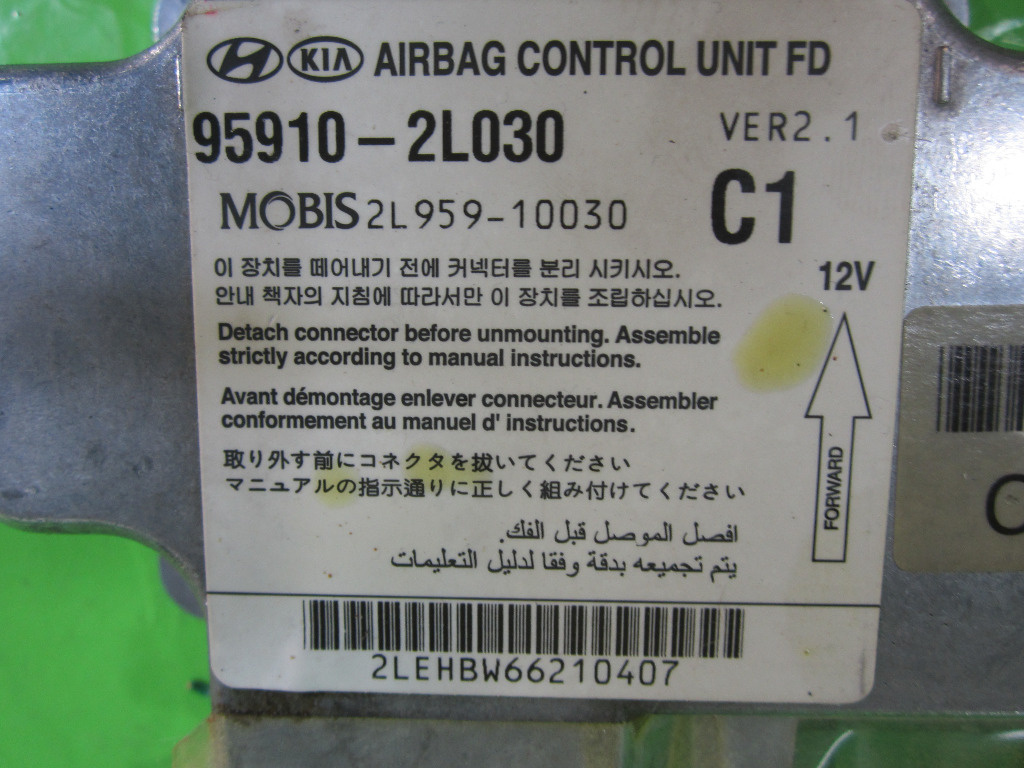 KIA AIRBAG CONTROL UNIT FD
95910-2L030
VER2.1
MOBIS 2L959-10030
C1
이 장치를 떼어내기 전에 커넥터를 분리 시키시오.
안내 책자의 지침에 따라서만 이 장치를 조립하십시오.
12V
Detach connector before unmounting. Assemble
strictly according to manual instructions.
Avant démontage enlever connecteur. Assembler
conformement au manuel d' instructions.
FORWARD
取り外す前にコネクタを抜いてください
マニュアルの指示通りに正しく組み付けてください
افصل الموصل قبل الفك.
يتم تجميعه بدقة وفقا لدليل التعليمات
2LEHBW66210407